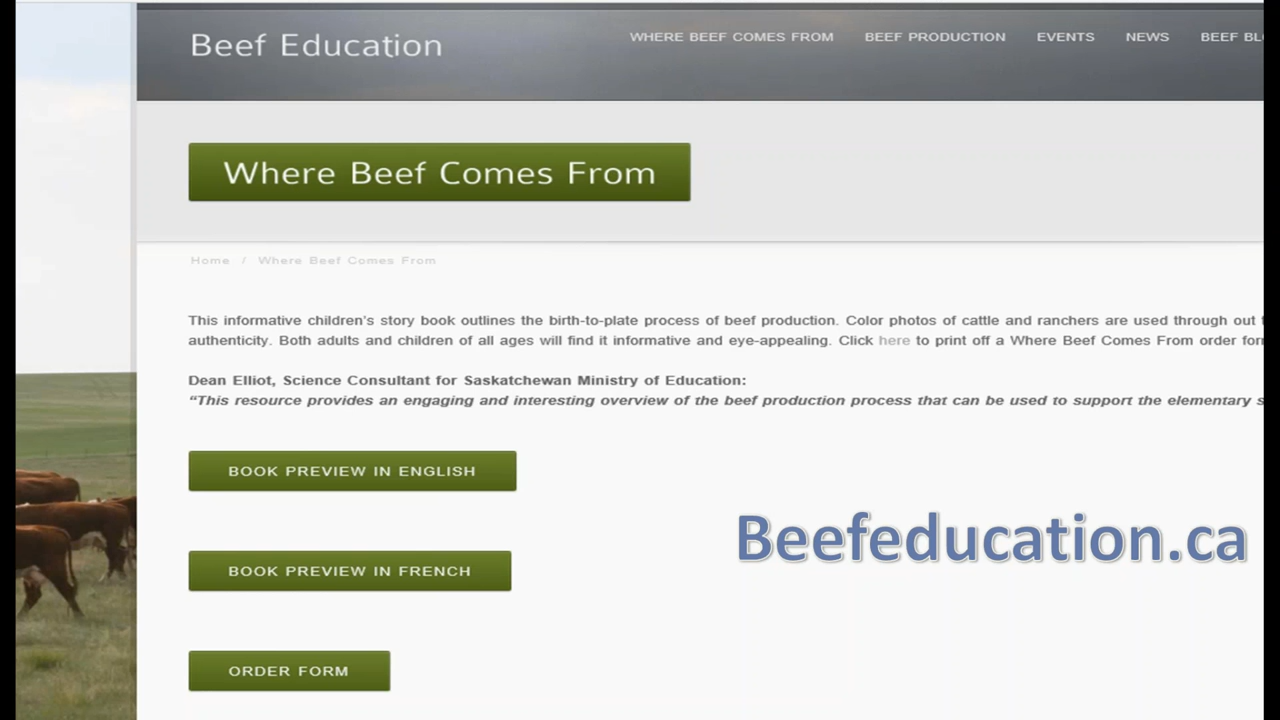 Beef Education
WHERE BEEF COMES FROM BEEF PRODUCTION EVENTS NEWS BEEF
Where Beef Comes From
Home / Where Beef Comes From
This informative children's story book outlines the birth-to-plate process of beef production. Color photos of cattle and ranchers are used through out
authenticity. Both adults and children of all ages will find it informative and eye-appealing. Click here to print off a Where Beef Comes From order
Dean Elliot, Science Consultant for Saskatchewan Ministry of Education:
“This resource provides an engaging and interesting overview of the beef production process that can be used to support the elementary
BOOK PREVIEW IN ENGLISH
Beefeducation.ca
BOOK PREVIEW IN FRENCH
ORDER FORM